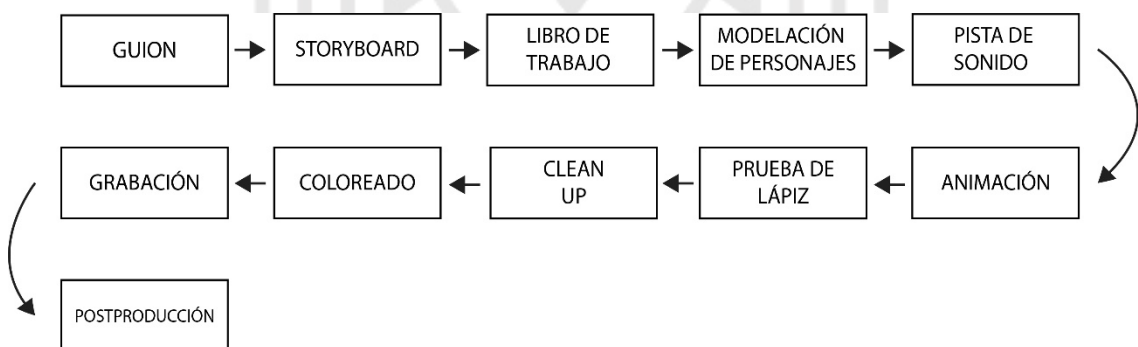 GUION
STORYBOARD
LIBRO DE
TRABAJO
MODELACIÓN
DE PERSONAJES
PISTA DE
SONIDO
ANIMACIÓN
PRUEBA DE
LÁPIZ
CLEAN
UP
COLOREADO
GRABACIÓN
POSTPRODUCCIÓN